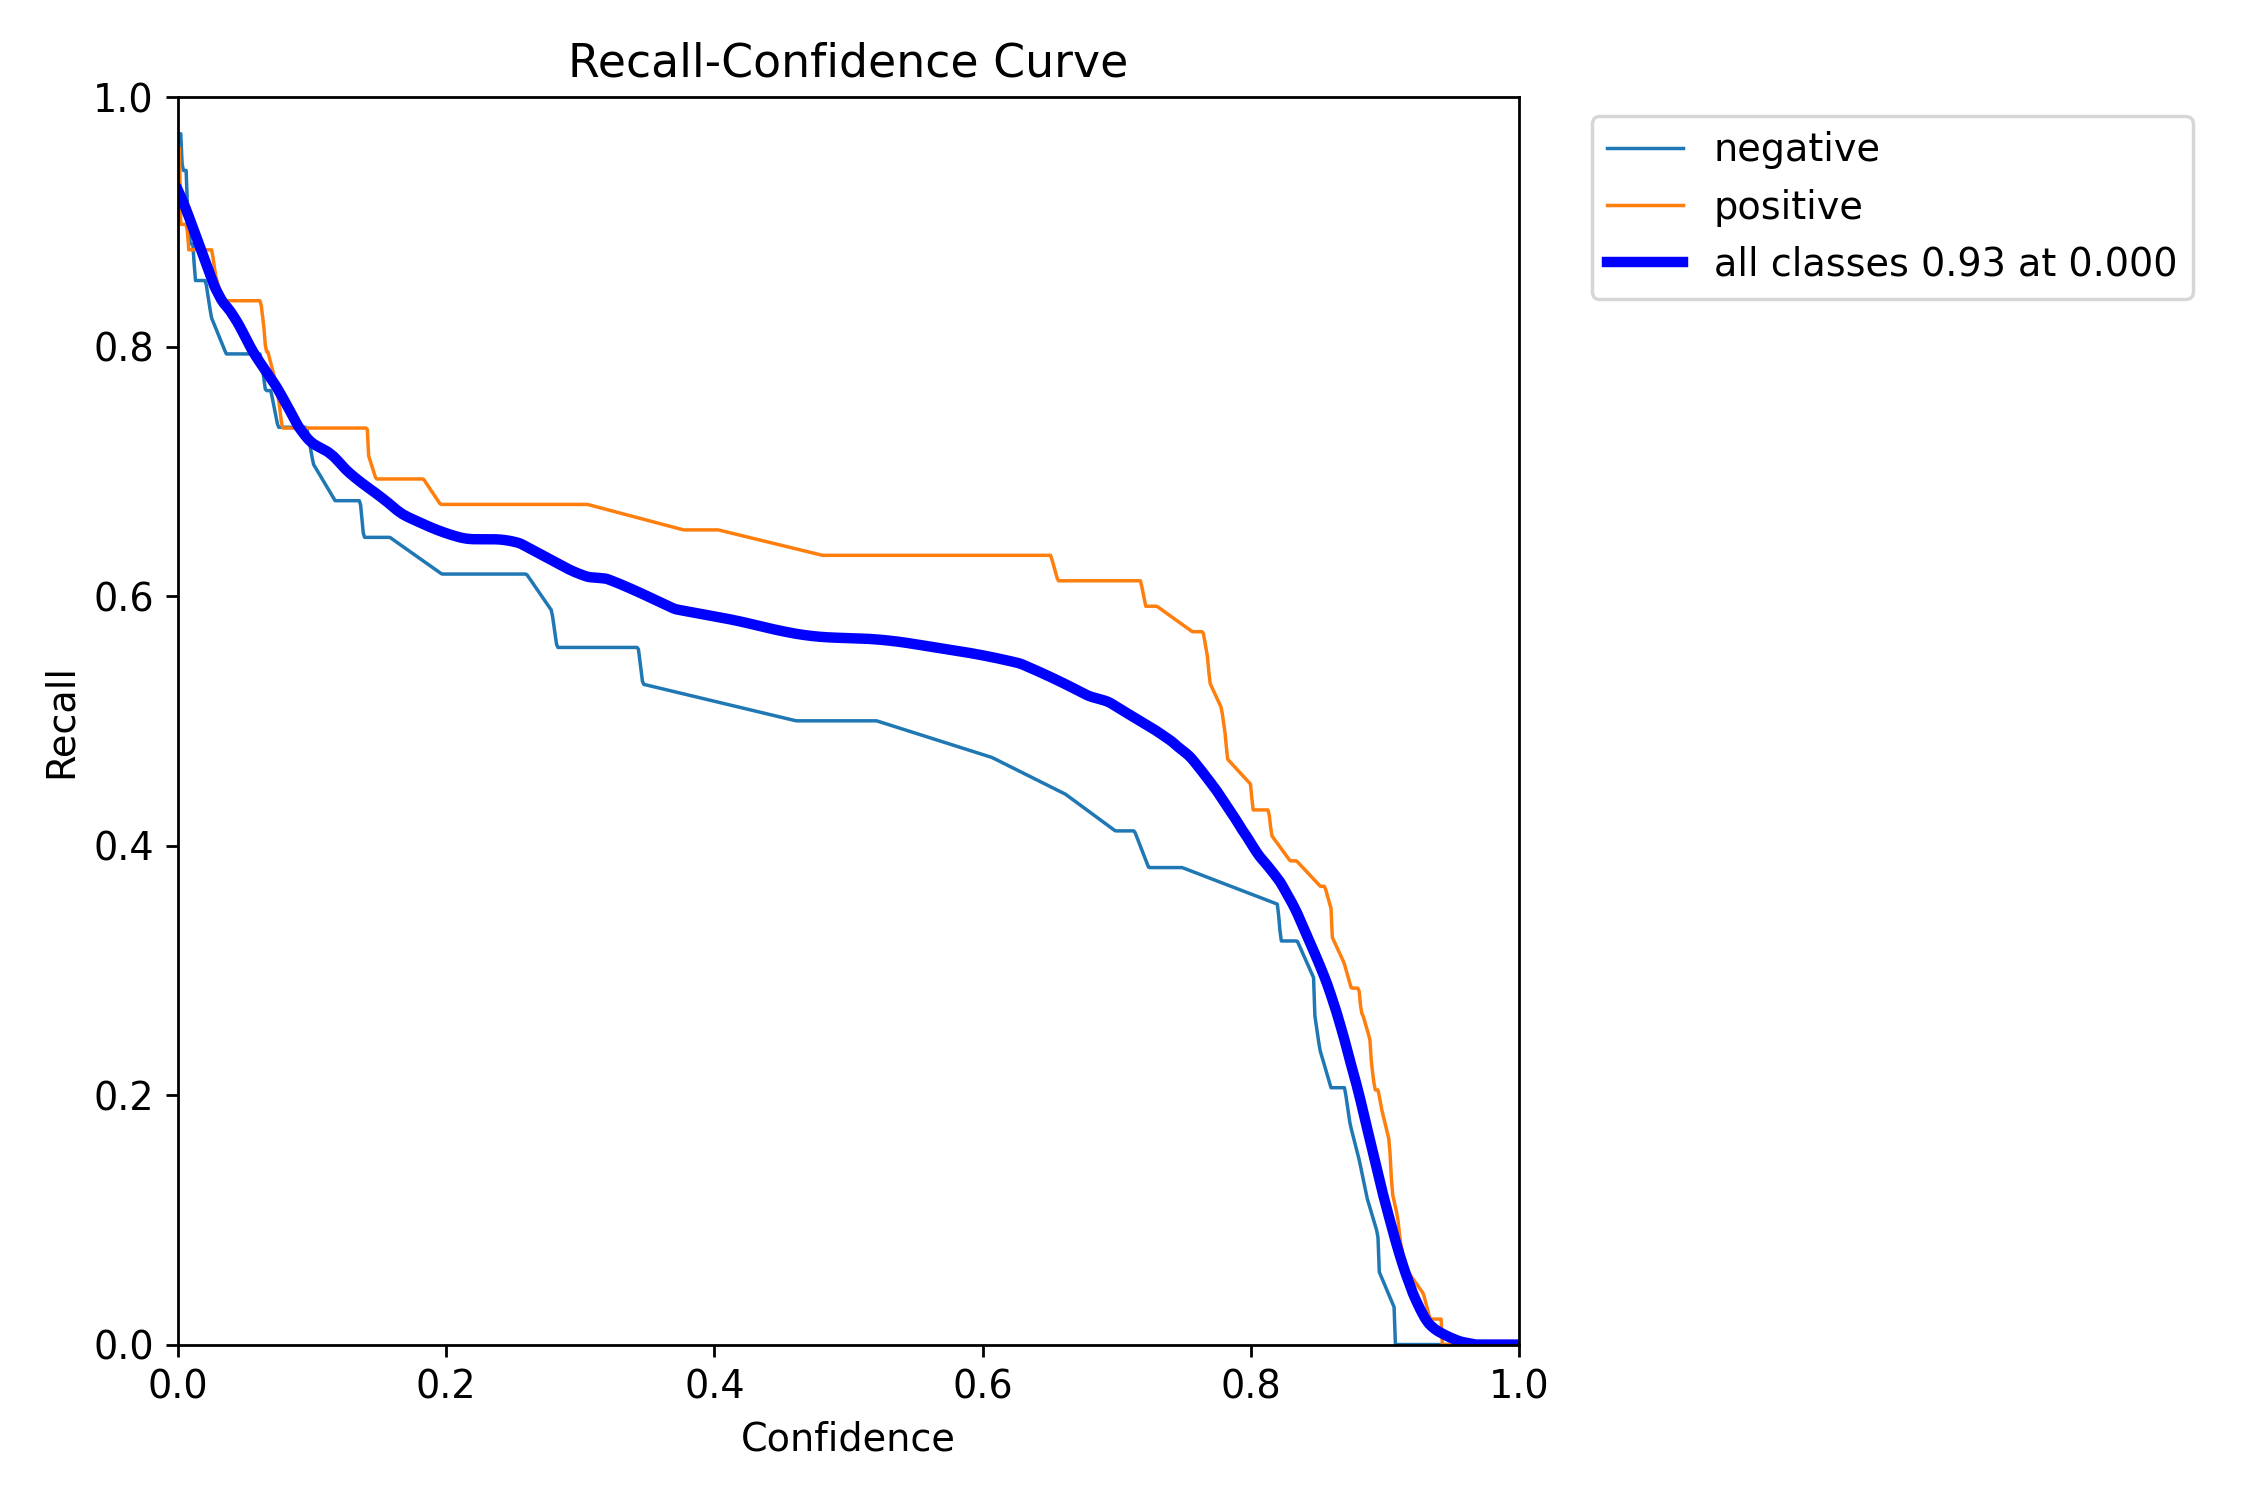 Recall-Confidence Curve
1.0
0.8
0.6
0.4
0.2
0.0
Recall
0.0 0.2 0.4 0.6 0.8 1.0
Confidence
negative
positive
all classes 0.93 at 0.000